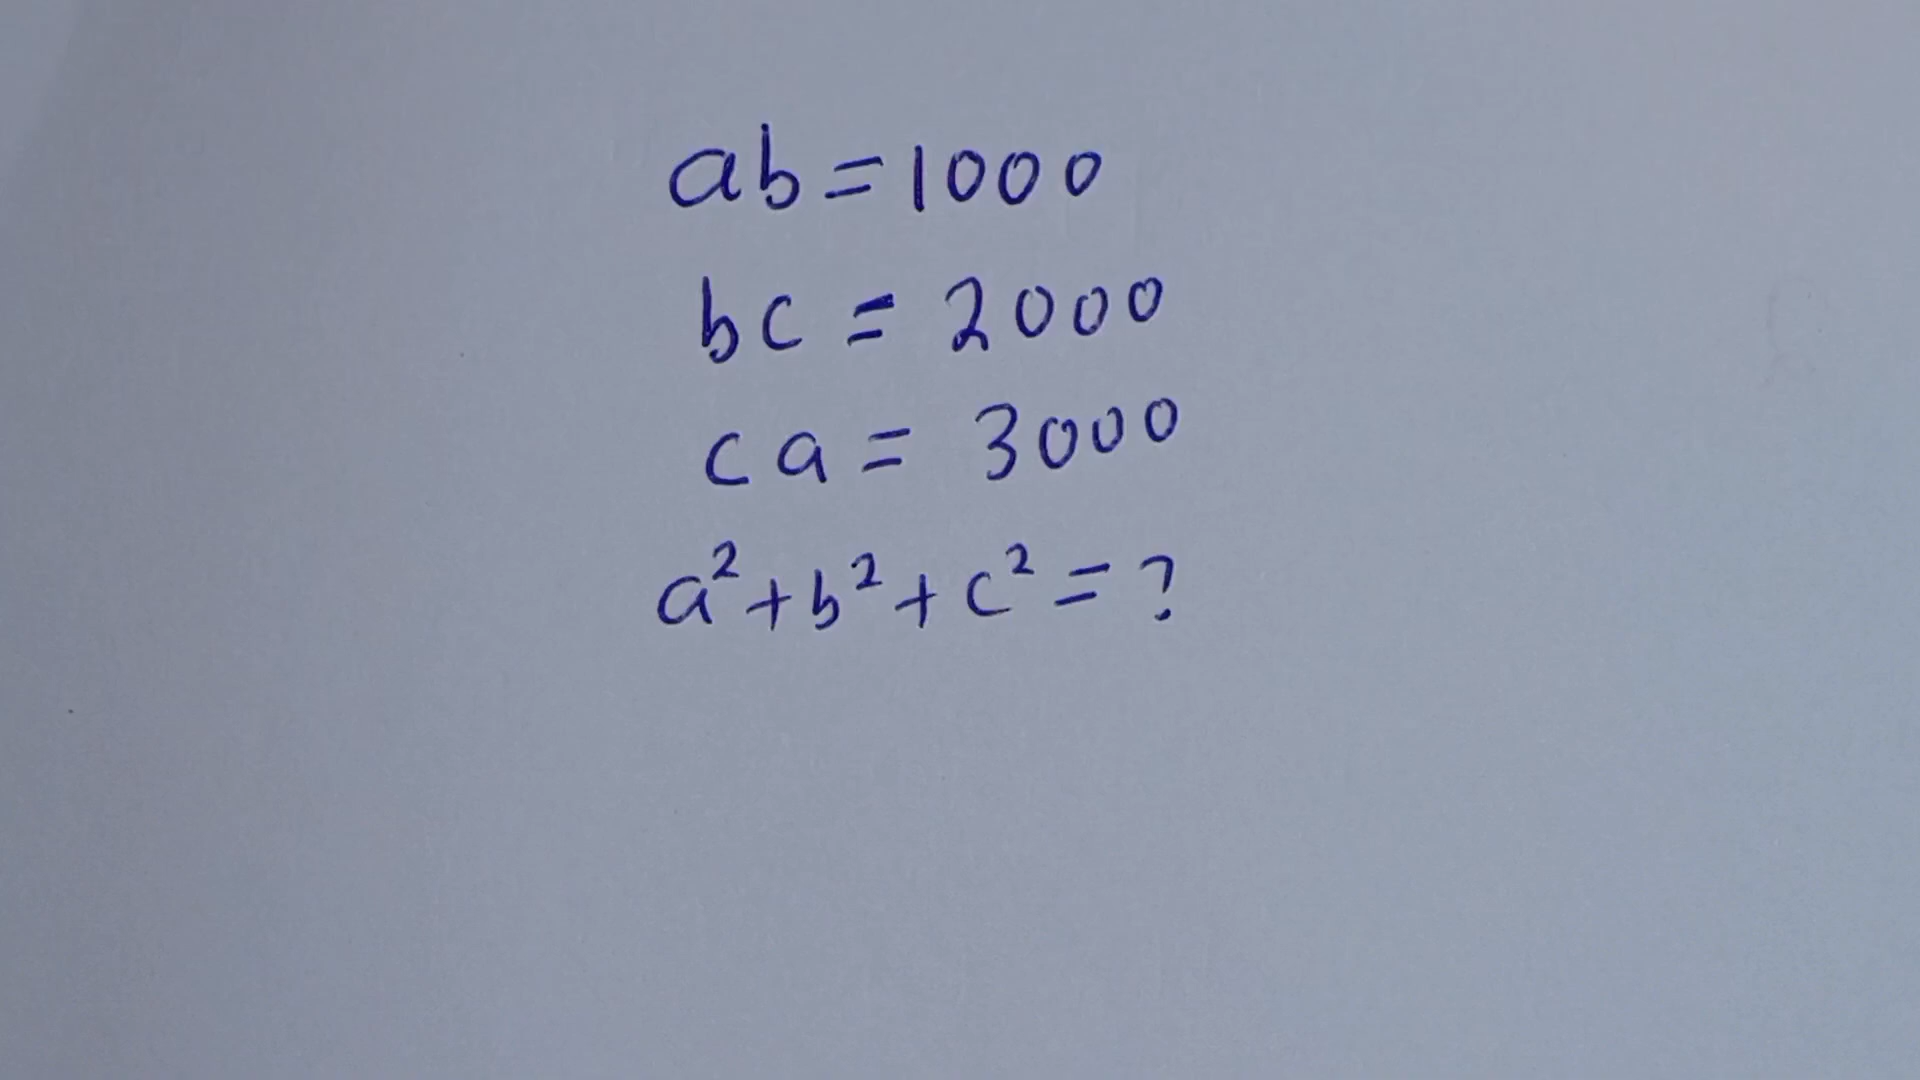 ab=1000
bc = 2000
ca = 3000
a²+b²+c² = ?